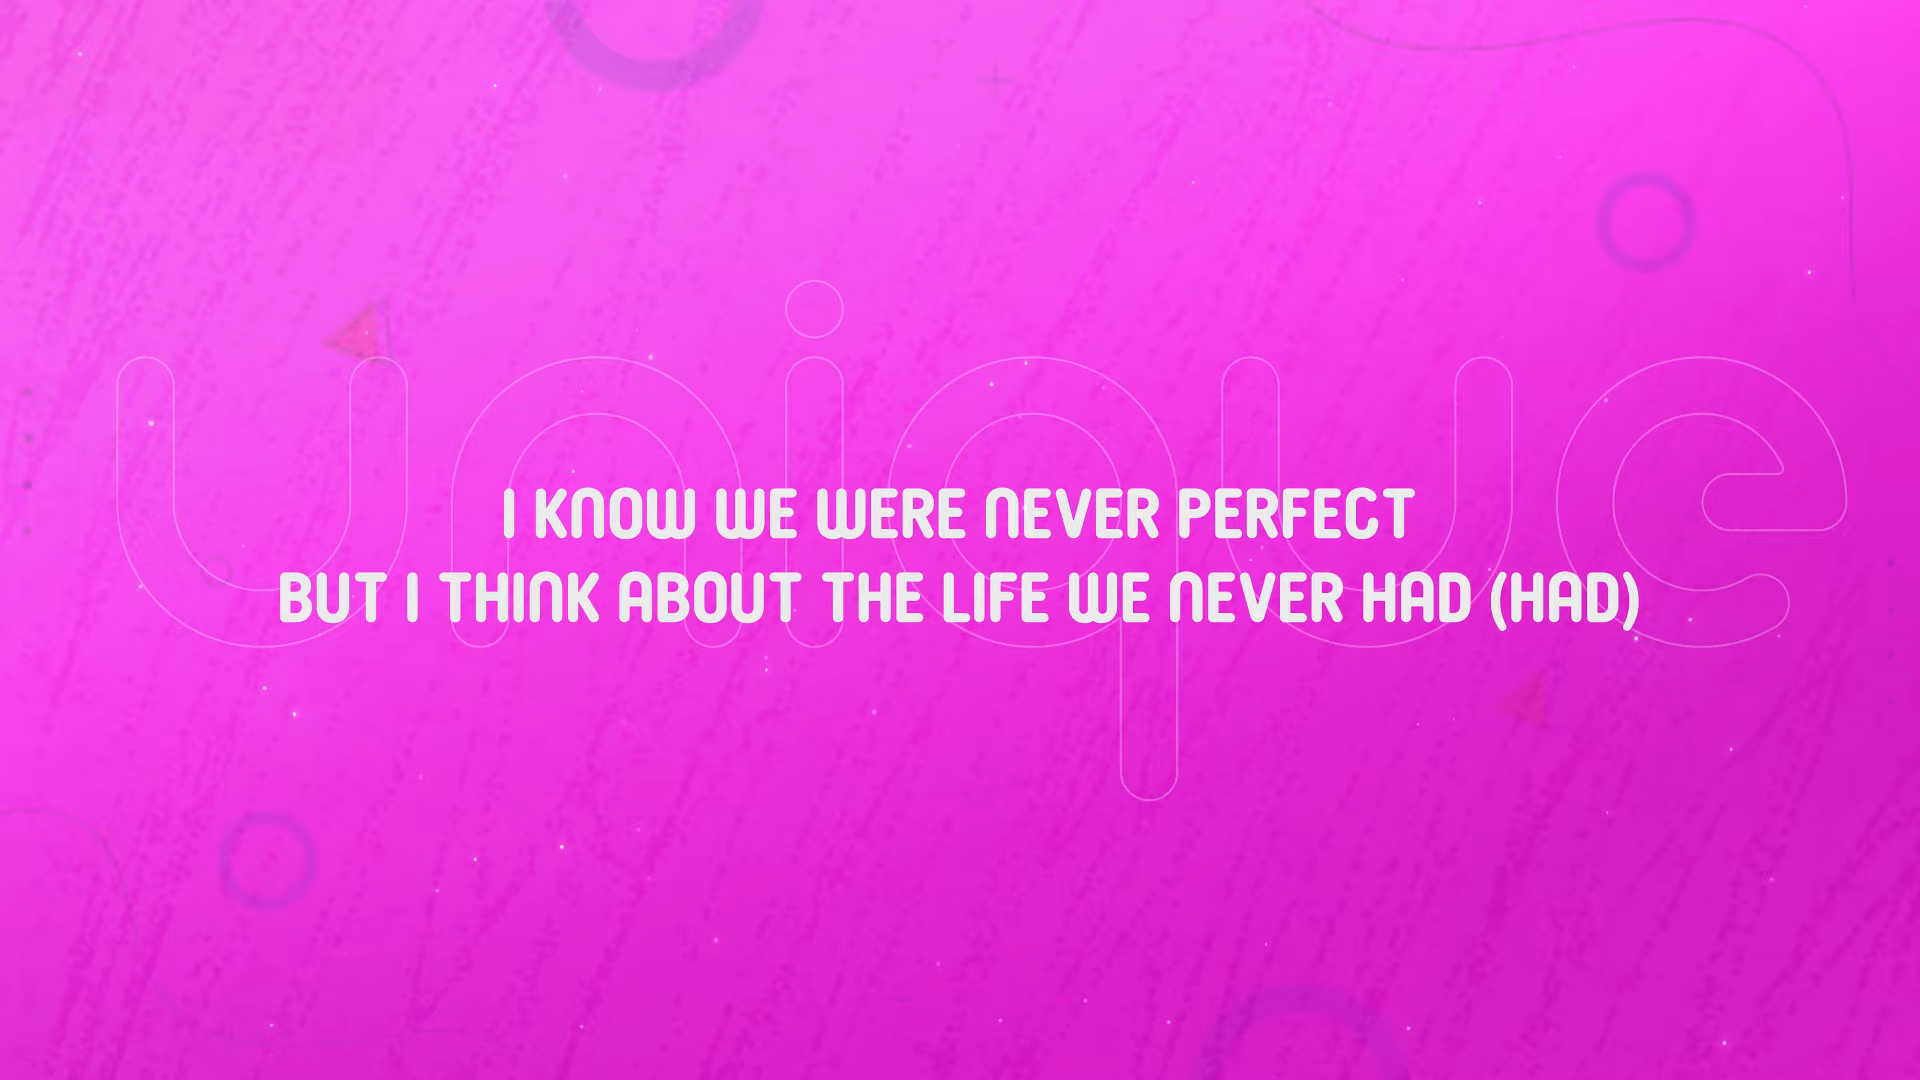 unique
I KNOW WE WERE NEVER PERFECT
BUT I THINK ABOUT THE LIFE WE NEVER HAD (HAD)